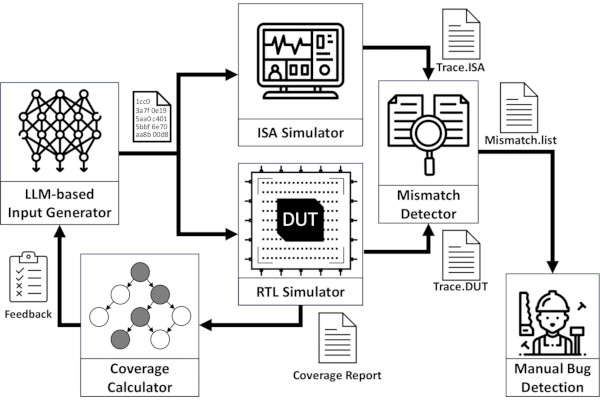 Trace.ISA
1cc0
3a7f 0e19
5aa0 c401
5bbf 6e70
aa8b 00d8
ISA Simulator
Mismatch.list
LLM-based
Input Generator
DUT
Mismatch
Detector
RTL Simulator
Trace.DUT
Feedback
Coverage Report
Coverage
Calculator
Manual Bug
Detection